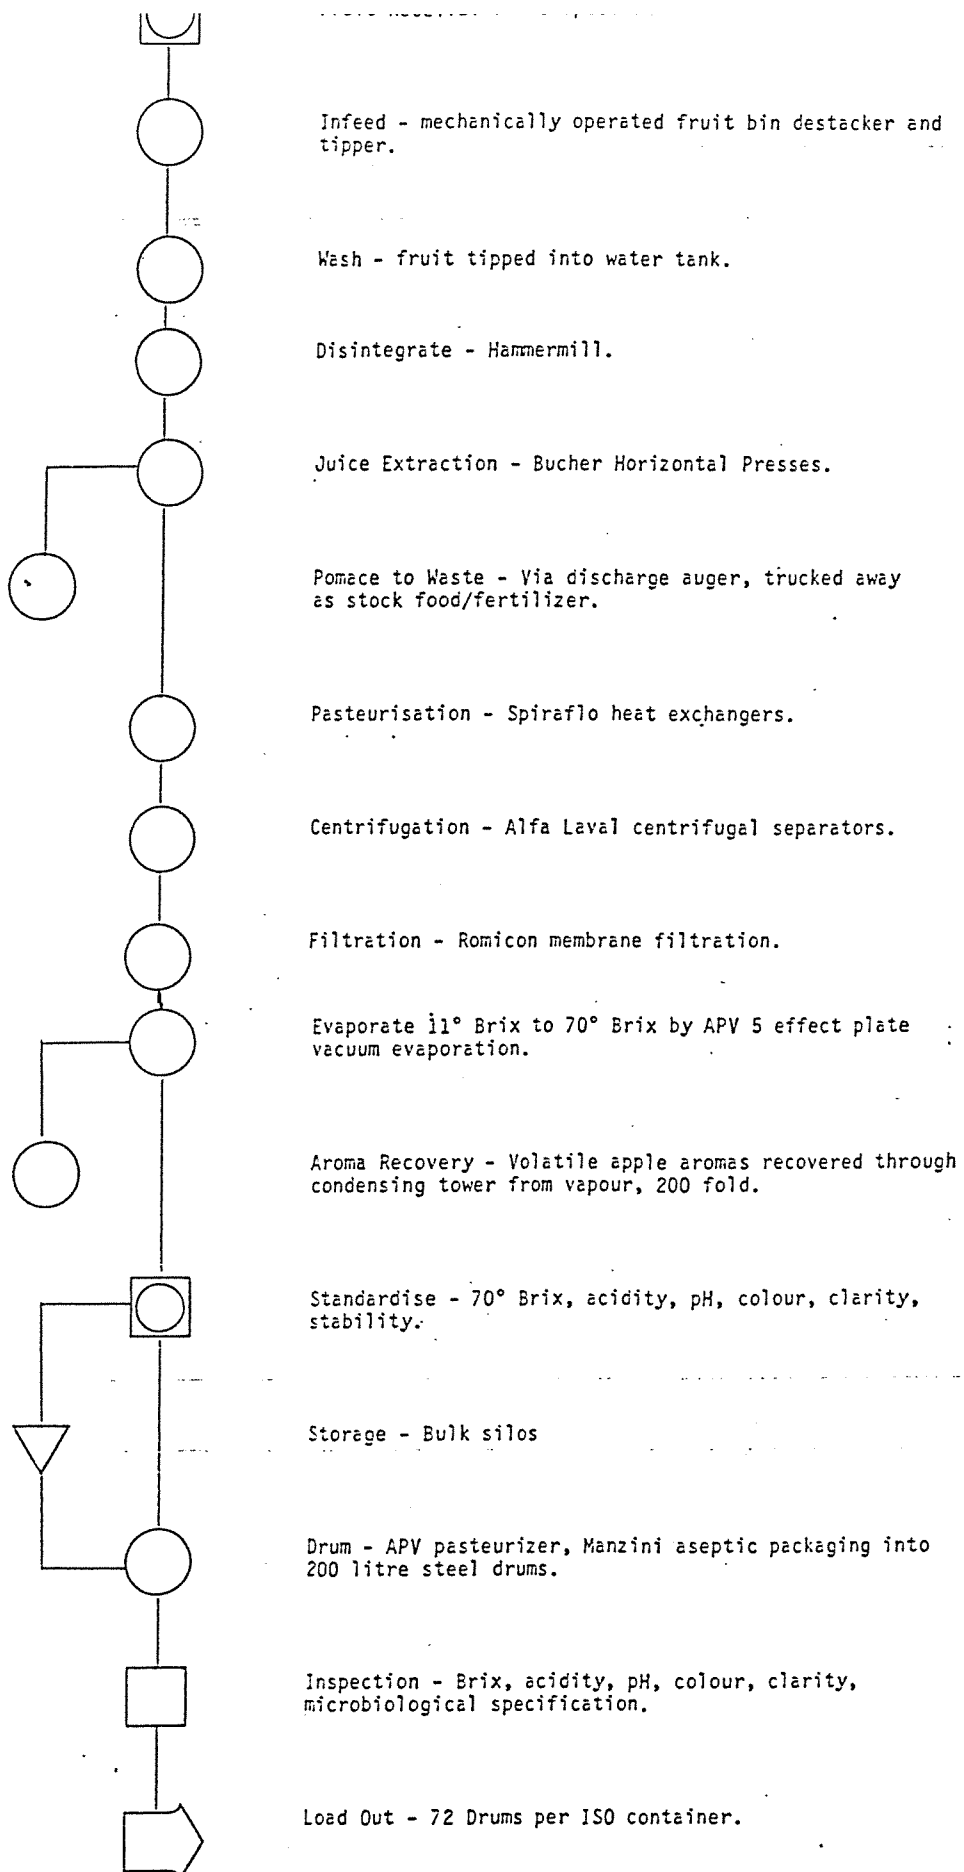 Infeed - mechanically operated fruit bin destacker and
tipper.
Wash - fruit tipped into water tank.
Disintegrate - Hammermill.
Juice Extraction - Bucher Horizontal Presses.
Pomace to Waste - Via discharge auger, trucked away
as stock food/fertilizer.
Pasteurisation - Spiraflo heat exchangers.
Centrifugation - Alfa Laval centrifugal separators.
Filtration - Romicon membrane filtration.
Evaporate 11° Brix to 70° Brix by APV 5 effect plate
vacuum evaporation.
Aroma Recovery - Volatile apple aromas recovered through
condensing tower from vapour, 200 fold.
Standardise - 70° Brix, acidity, pH, colour, clarity,
stability.
Storage - Bulk silos
Drum - APV pasteurizer, Manzini aseptic packaging into
200 litre steel drums.
Inspection - Brix, acidity, pH, colour, clarity,
microbiological specification.
Load Out - 72 Drums per ISO container.